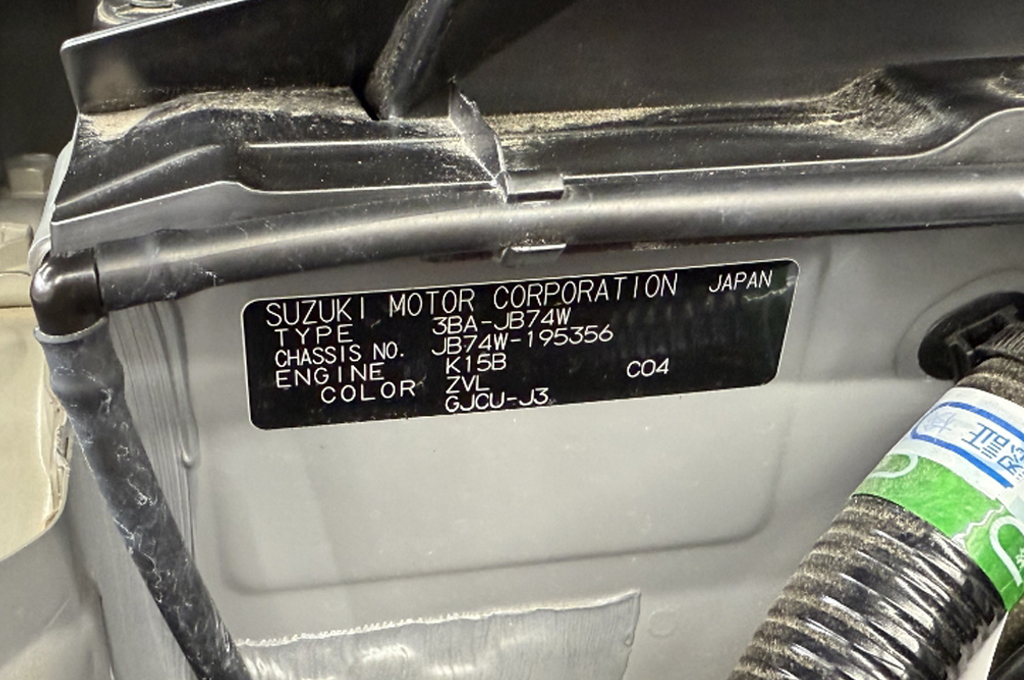 SUZUKI MOTOR CORPORATION JAPAN
TYPE 3BA-JB74W
CHASSIS NO. JB74W-195356
ENGINE K15B
COLOR ZVL C04
GJCU-J3